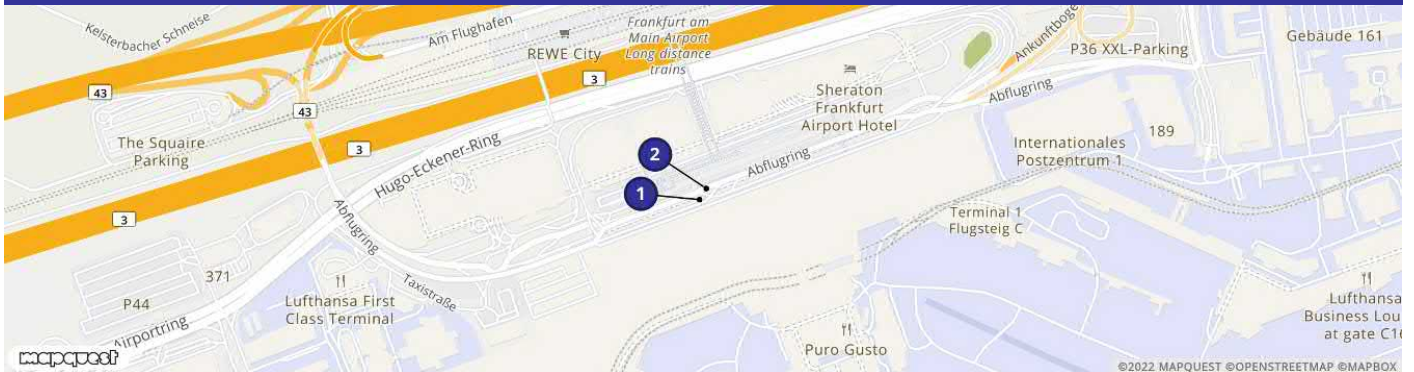 Kelsterbacher Schneise
Am Flughafen
REWE City
Frankfurt am
Main Airport
Long distance
trains
Ankunftboge
P36 XXL-Parking
Gebäude 161
43
3
43
Sheraton
Frankfurt
Airport Hotel
Abflugring
The Squaire
Parking
3
Hugo-Eckener-Ring
2
Abflugring
Internationales
Postzentrum 1
189
3
1
Abflugring
Terminal 1
Flugsteig C
371
P44
Taxistraße
Lufthansa First
Class Terminal
Airportring
Puro Gusto
Lufthansa
Business Lou
at gate C16
mapquest
©2022 MAPQUEST ©OPENSTREETMAP ©MAPBOX